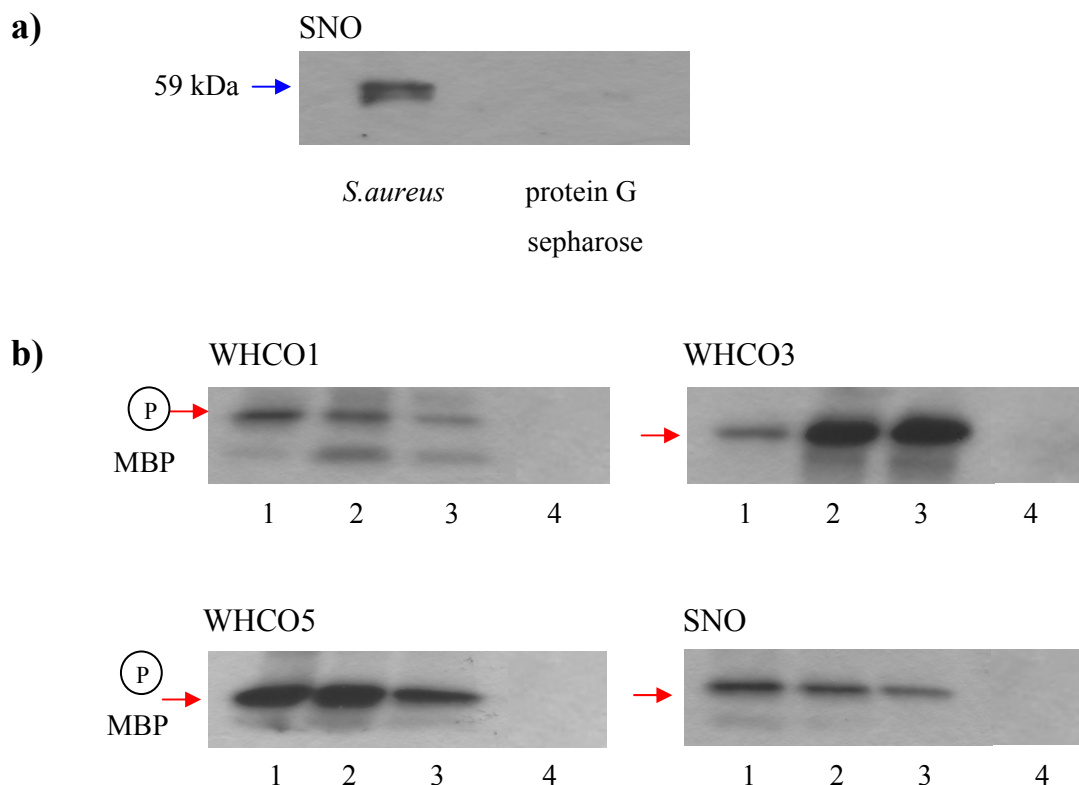 a)
SNO
59 kDa
S.aureus
protein G
sepharose
b)
WHCO1
WHCO3
P
MBP
1 2 3 4
1 2 3 4
WHCO5
SNO
P
MBP
1 2 3 4
1 2 3 4